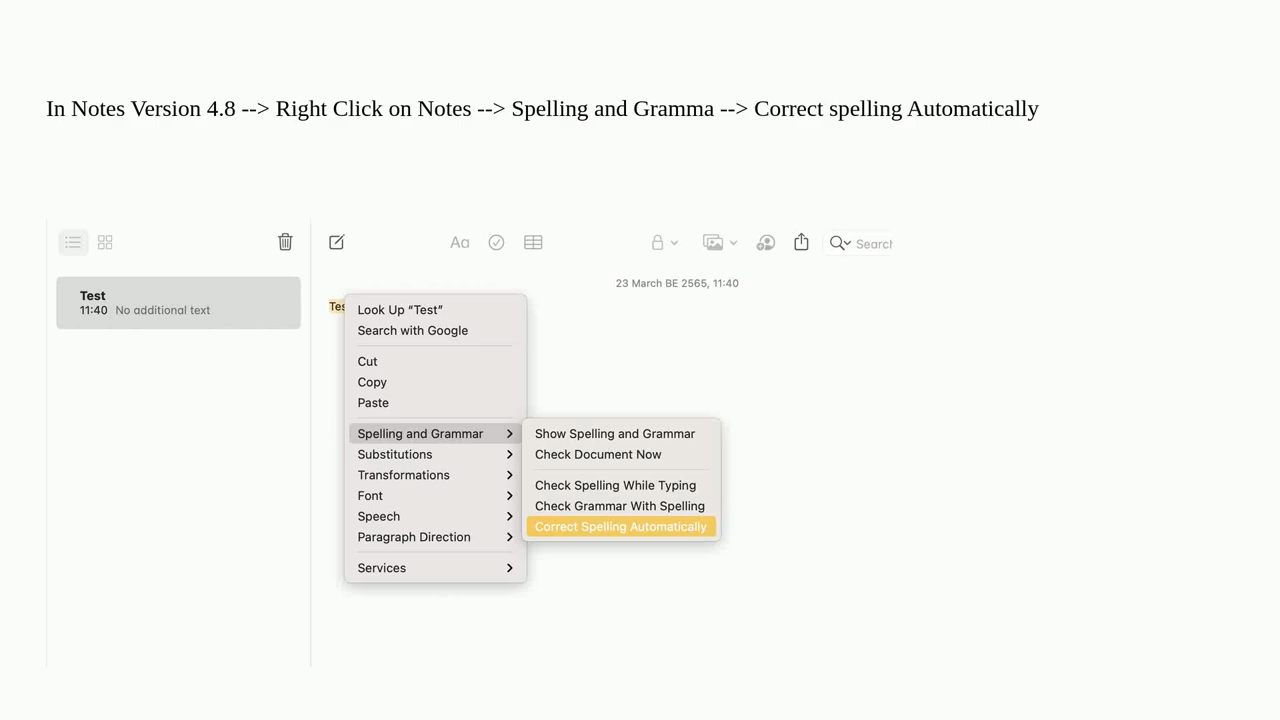 In Notes Version 4.8 --> Right Click on Notes --> Spelling and Gramma --> Correct spelling Automatically
Aa
Search
Test
11:40 No additional text
23 March BE 2565, 11:40
Tes
Look Up “Test”
Search with Google
Cut
Copy
Paste
Spelling and Grammar
Substitutions
Transformations
Font
Speech
Paragraph Direction
Services
Show Spelling and Grammar
Check Document Now
Check Spelling While Typing
Check Grammar With Spelling
Correct Spelling Automatically